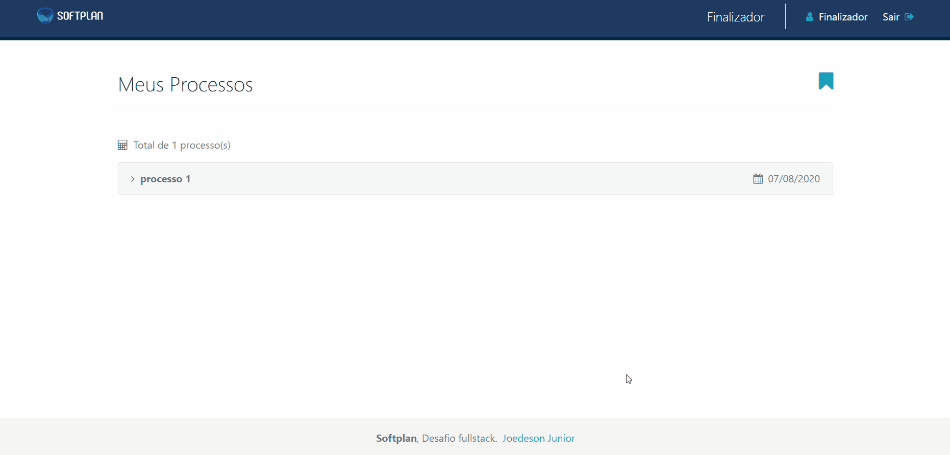 SOFTPLAN
Finalizador
Finalizador
Sair
Meus Processos
Total de 1 processo(s)
processo 1
07/08/2020
Softplan, Desafio fullstack. Joedeson Junior